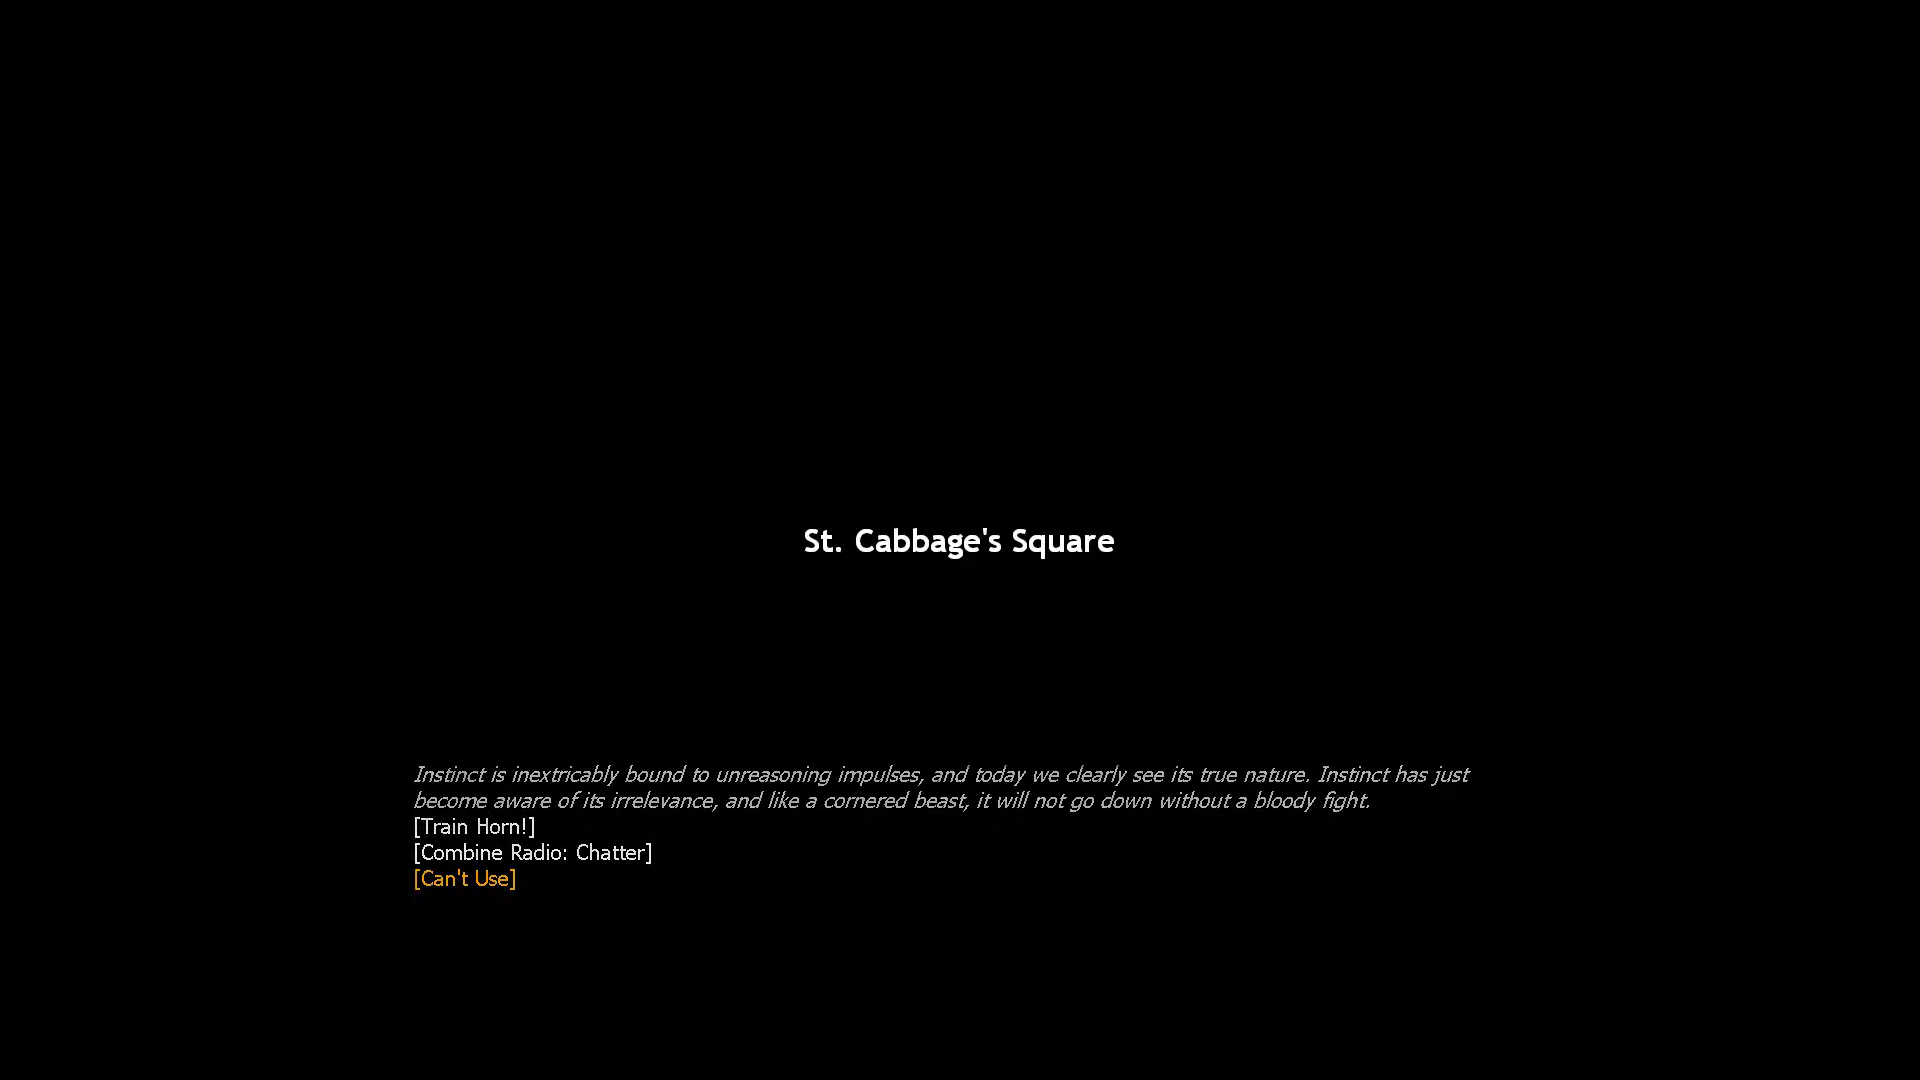 St. Cabbage's Square
Instinct is inextricably bound to unreasoning impulses, and today we clearly see its true nature. Instinct has just
become aware of its irrelevance, and like a cornered beast, it will not go down without a bloody fight.
[Train Horn!]
[Combine Radio: Chatter]
[Can't Use]